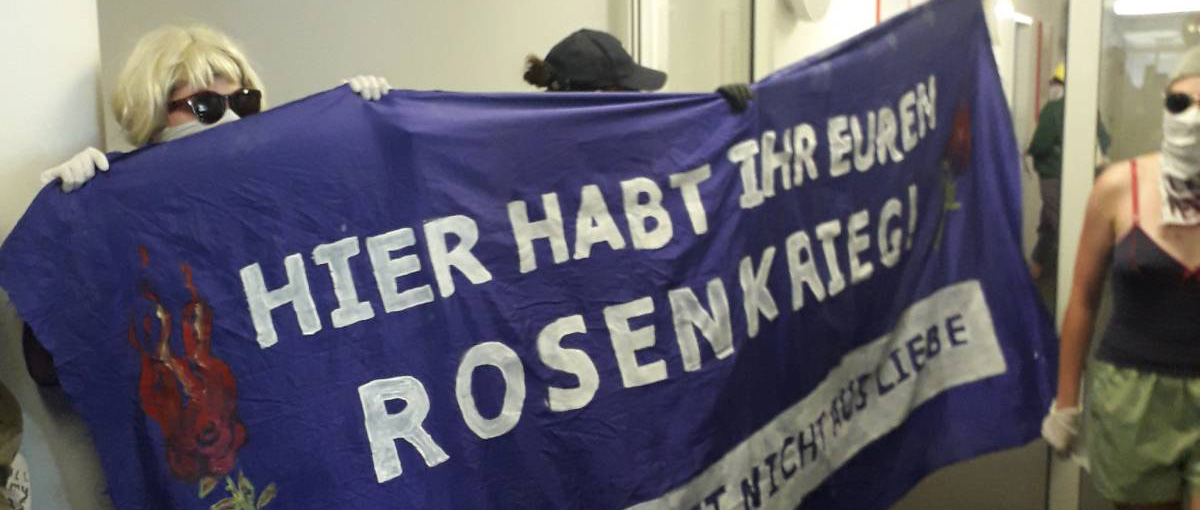 HIER HABT IHR EUREN
ROSENKRIEG!
NICHT AUS LIEBE